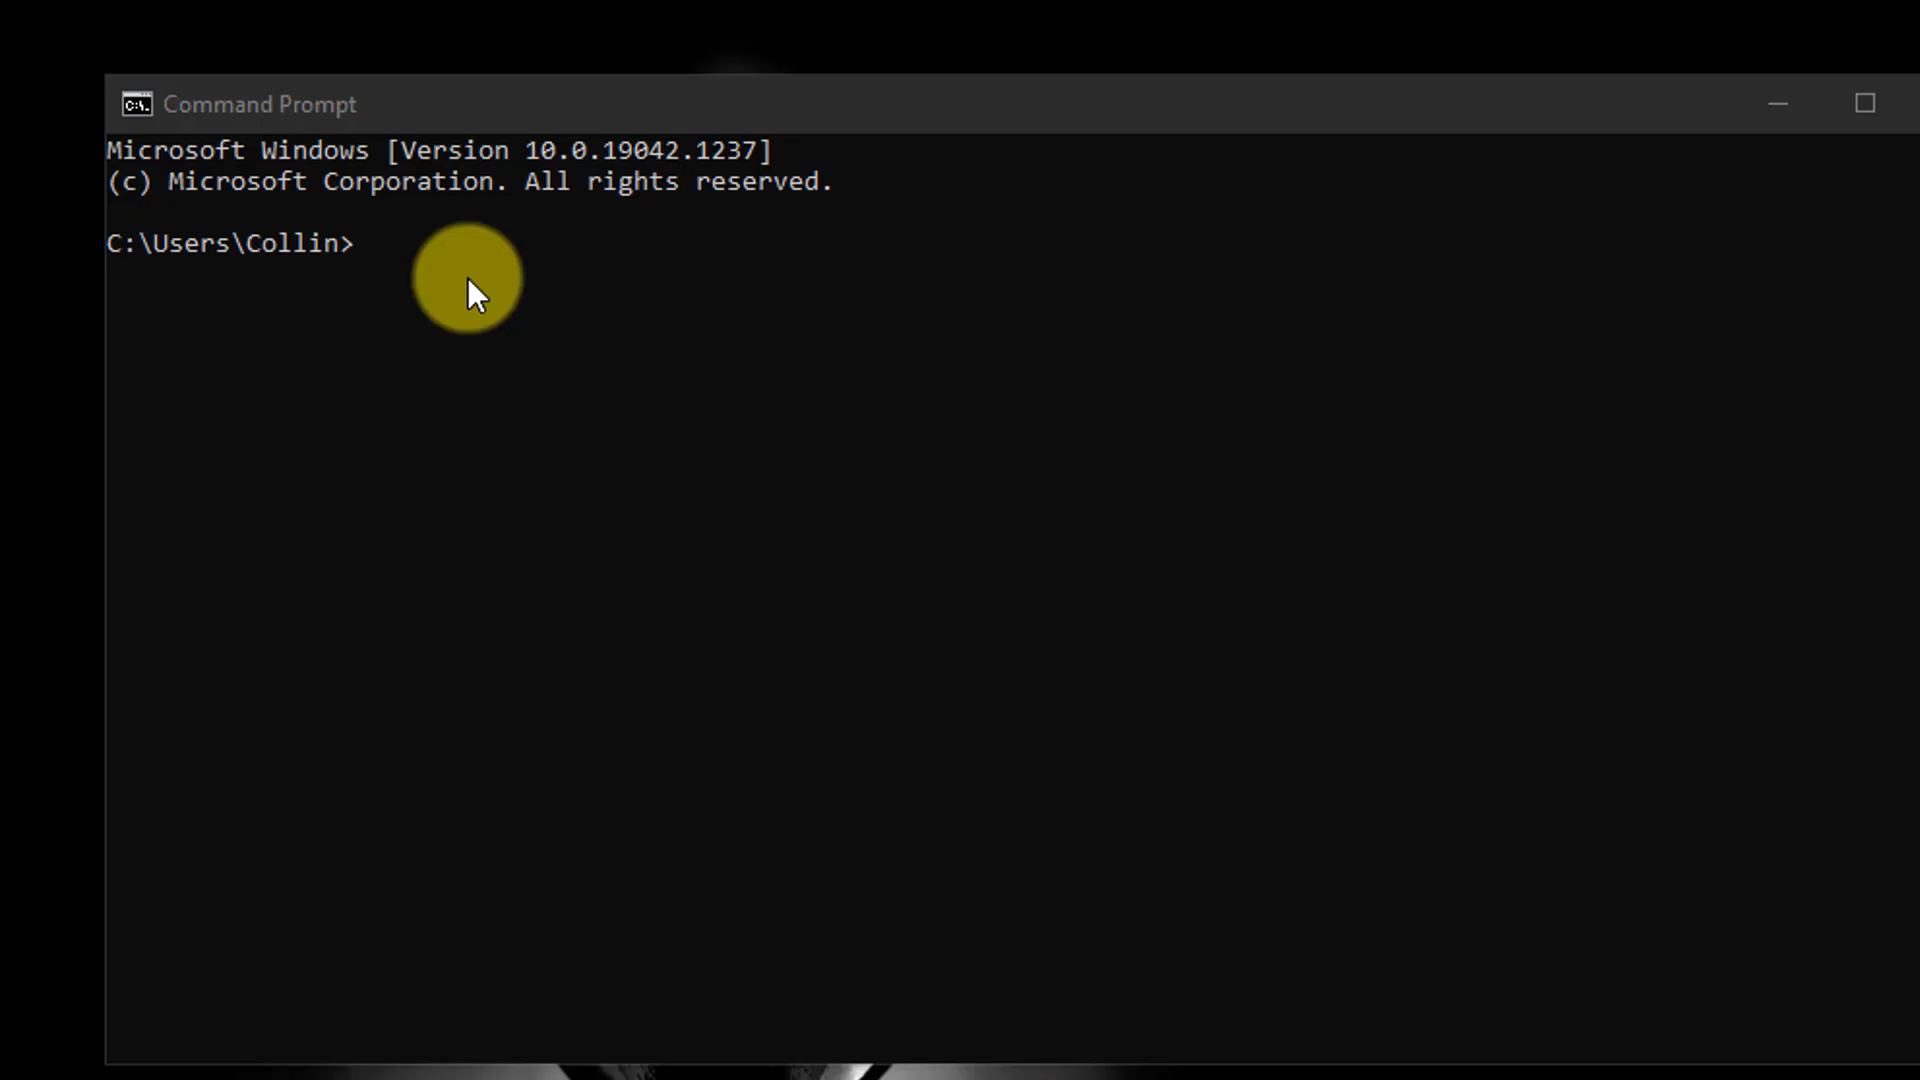 Command Prompt
Microsoft Windows [Version 10.0.19042.1237]
(c) Microsoft Corporation. All rights reserved.
C:\Users\Collin>